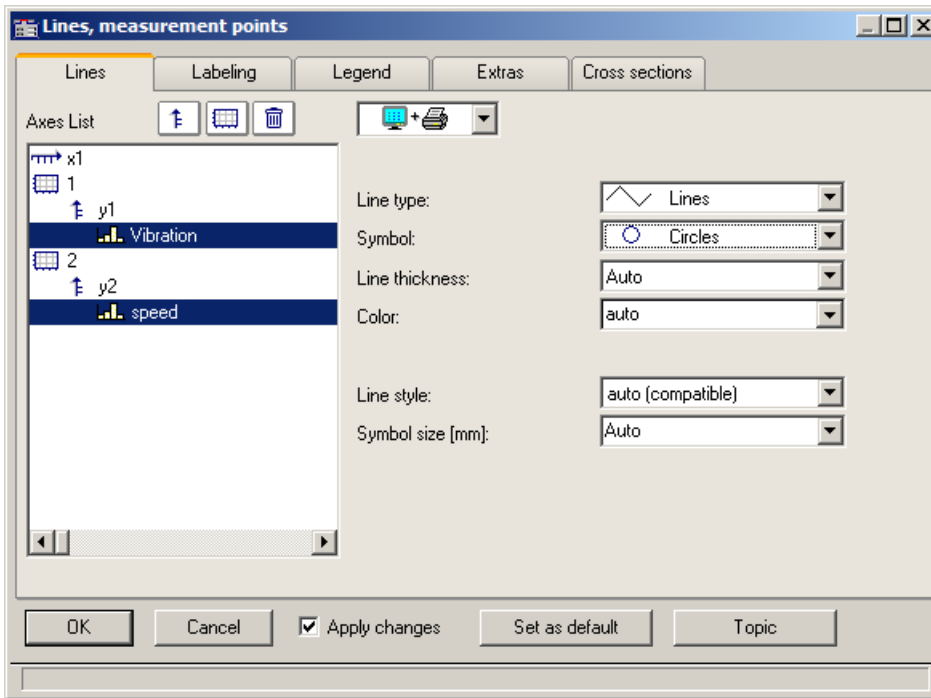 Lines, measurement points
Lines Labeling Legend Extras Cross sections
Axes List
x1
1
y1
Vibration
2
y2
speed
Line type: Lines
Symbol: Circles
Line thickness: Auto
Color: auto
Line style: auto (compatible)
Symbol size [mm]: Auto
OK Cancel Apply changes Set as default Topic